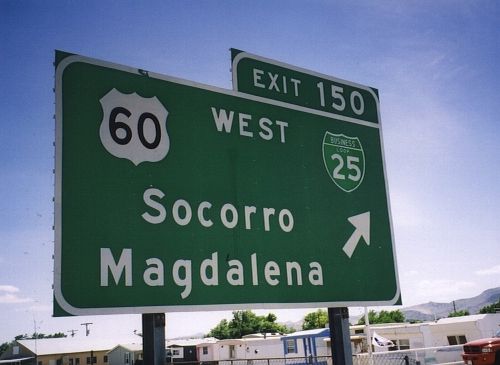 EXIT 150
60 WEST
BUSINESS
LOOP
25
Socorro
Magdalena